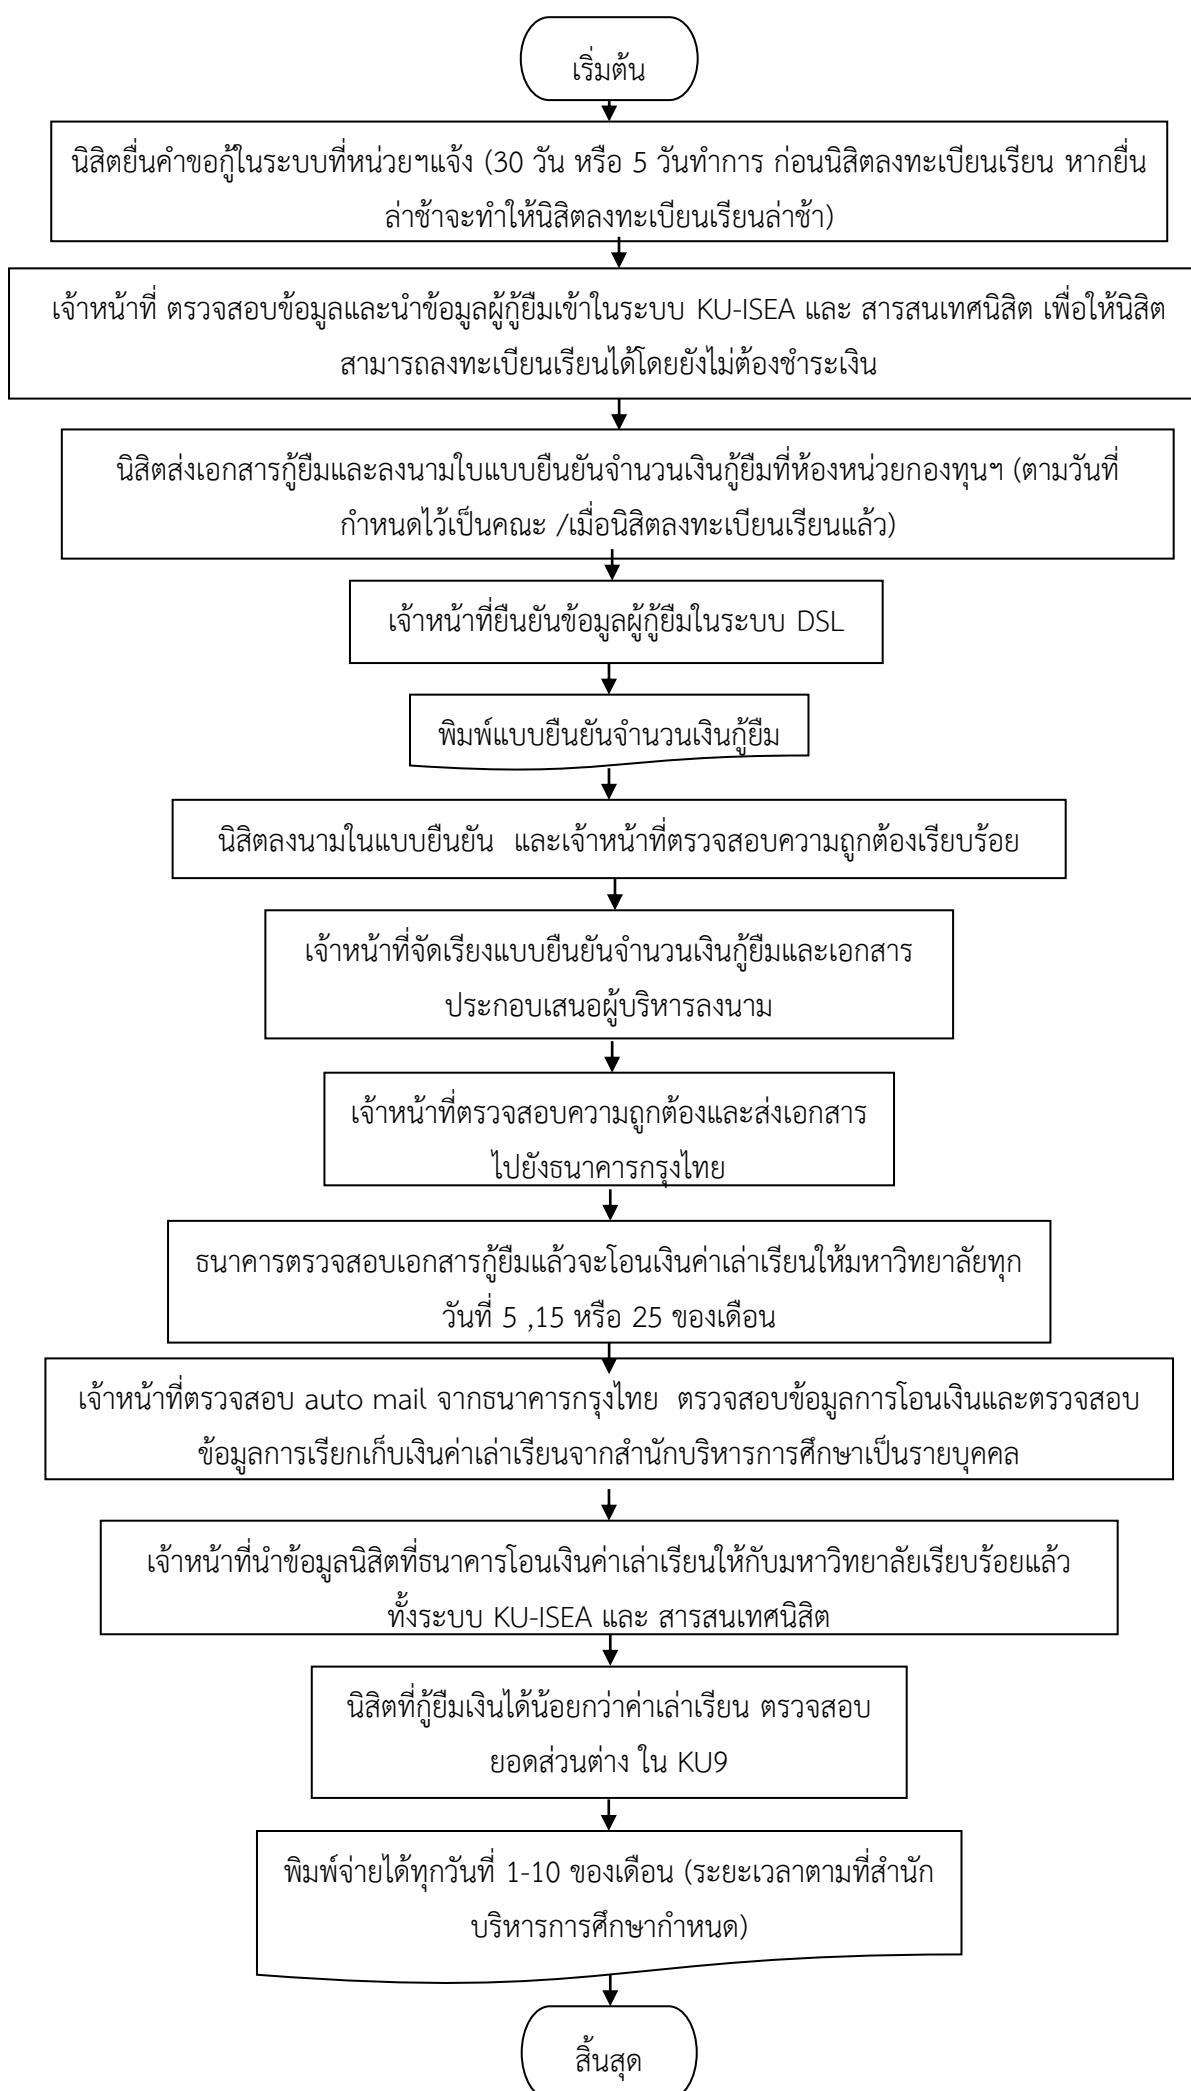 เริ่มต้น
นิสิตยื่นคำขอกู้ในระบบที่หน่วยฯแจ้ง (30 วัน หรือ 5 วันทำการ ก่อนนิสิตลงทะเบียนเรียน หากยื่น
ล่าช้าจะทำให้นิสิตลงทะเบียนเรียนล่าช้า)
เจ้าหน้าที่ ตรวจสอบข้อมูลและนำข้อมูลผู้กู้ยืมเข้าในระบบ KU-ISEA และ สารสนเทศนิสิต เพื่อให้นิสิต
สามารถลงทะเบียนเรียนได้โดยยังไม่ต้องชำระเงิน
นิสิตส่งเอกสารกู้ยืมและลงนามใบแบบยืนยันจำนวนเงินกู้ยืมที่ห้องหน่วยกองทุนฯ (ตามวันที่
กำหนดไว้เป็นคณะ /เมื่อนิสิตลงทะเบียนเรียนแล้ว)
เจ้าหน้าที่ยืนยันข้อมูลผู้กู้ยืมในระบบ DSL
พิมพ์แบบยืนยันจำนวนเงินกู้ยืม
นิสิตลงนามในแบบยืนยัน และเจ้าหน้าที่ตรวจสอบความถูกต้องเรียบร้อย
เจ้าหน้าที่จัดเรียงแบบยืนยันจำนวนเงินกู้ยืมและเอกสาร
ประกอบเสนอผู้บริหารลงนาม
เจ้าหน้าที่ตรวจสอบความถูกต้องและส่งเอกสาร
ไปยังธนาคารกรุงไทย
ธนาคารตรวจสอบเอกสารกู้ยืมแล้วจะโอนเงินค่าเล่าเรียนให้มหาวิทยาลัยทุก
วันที่ 5 ,15 หรือ 25 ของเดือน
เจ้าหน้าที่ตรวจสอบ auto mail จากธนาคารกรุงไทย ตรวจสอบข้อมูลการโอนเงินและตรวจสอบ
ข้อมูลการเรียกเก็บเงินค่าเล่าเรียนจากสำนักบริหารการศึกษาเป็นรายบุคคล
เจ้าหน้าที่นำข้อมูลนิสิตที่ธนาคารโอนเงินค่าเล่าเรียนให้กับมหาวิทยาลัยเรียบร้อยแล้ว
ทั้งระบบ KU-ISEA และ สารสนเทศนิสิต
นิสิตที่กู้ยืมเงินได้น้อยกว่าค่าเล่าเรียน ตรวจสอบ
ยอดส่วนต่าง ใน KU9
พิมพ์จ่ายได้ทุกวันที่ 1-10 ของเดือน (ระยะเวลาตามที่สำนัก
บริหารการศึกษากำหนด)
สิ้นสุด